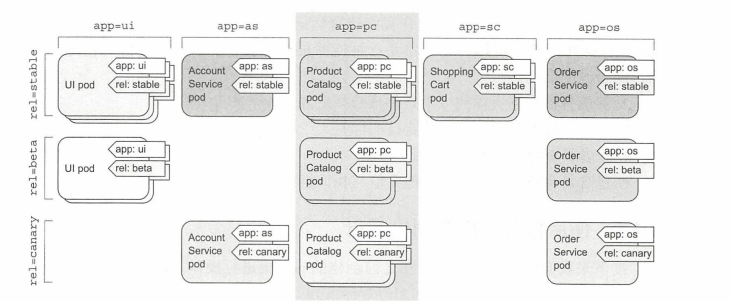 app=ui
app=as
app=pc
app=sc
app=os
rel=stable
UI pod
app: ui
rel: stable
Account
Service
pod
app: as
rel: stable
Product
Catalog
pod
app: pc
rel: stable
Shopping
Cart
pod
app: sc
rel: stable
Order
Service
pod
app: os
rel: stable
rel=beta
UI pod
app: ui
rel: beta
Product
Catalog
pod
app: pc
rel: beta
Order
Service
pod
app: os
rel: beta
rel=canary
Account
Service
pod
app: as
rel: canary
Product
Catalog
pod
app: pc
rel: canary
Order
Service
pod
app: os
rel: canary